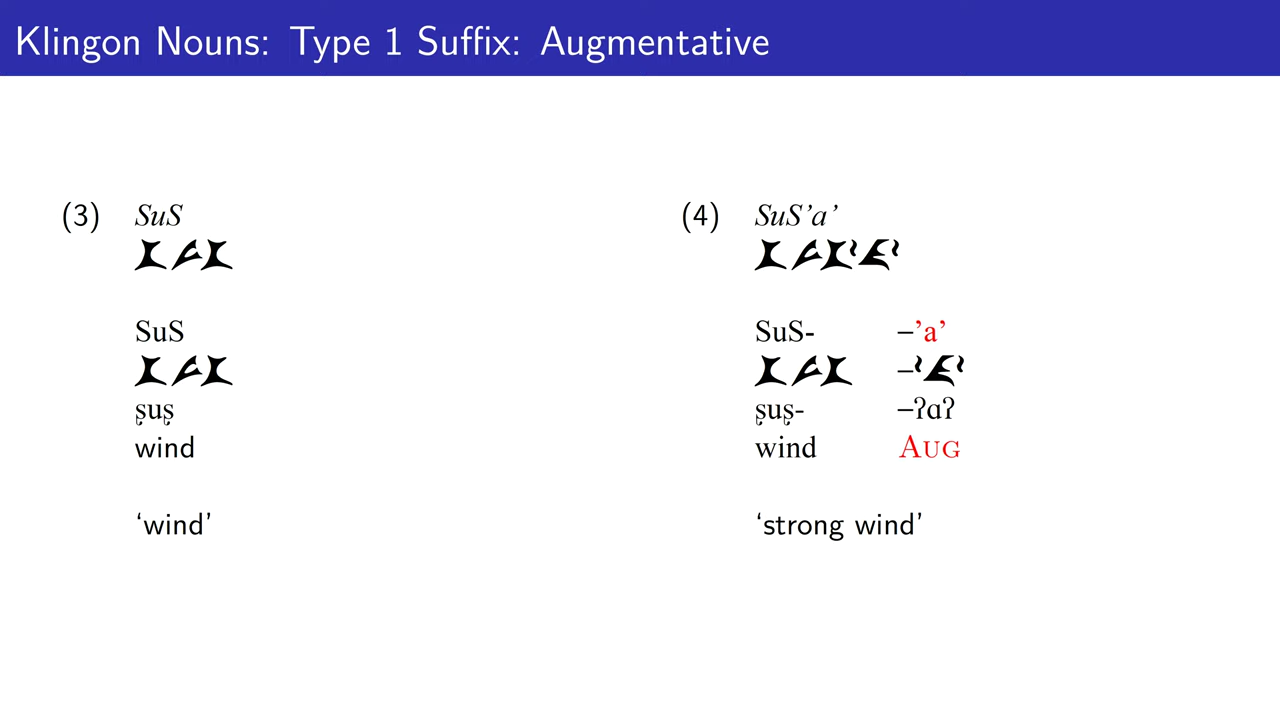 Klingon Nouns: Type 1 Suffix: Augmentative
(3) SuS

SuS

ʂuʂ
wind
‘wind’
(4) SuS’a’

SuS- –’a’
 –
ʂuʂ- –ʔɑʔ
wind AUG
‘strong wind’